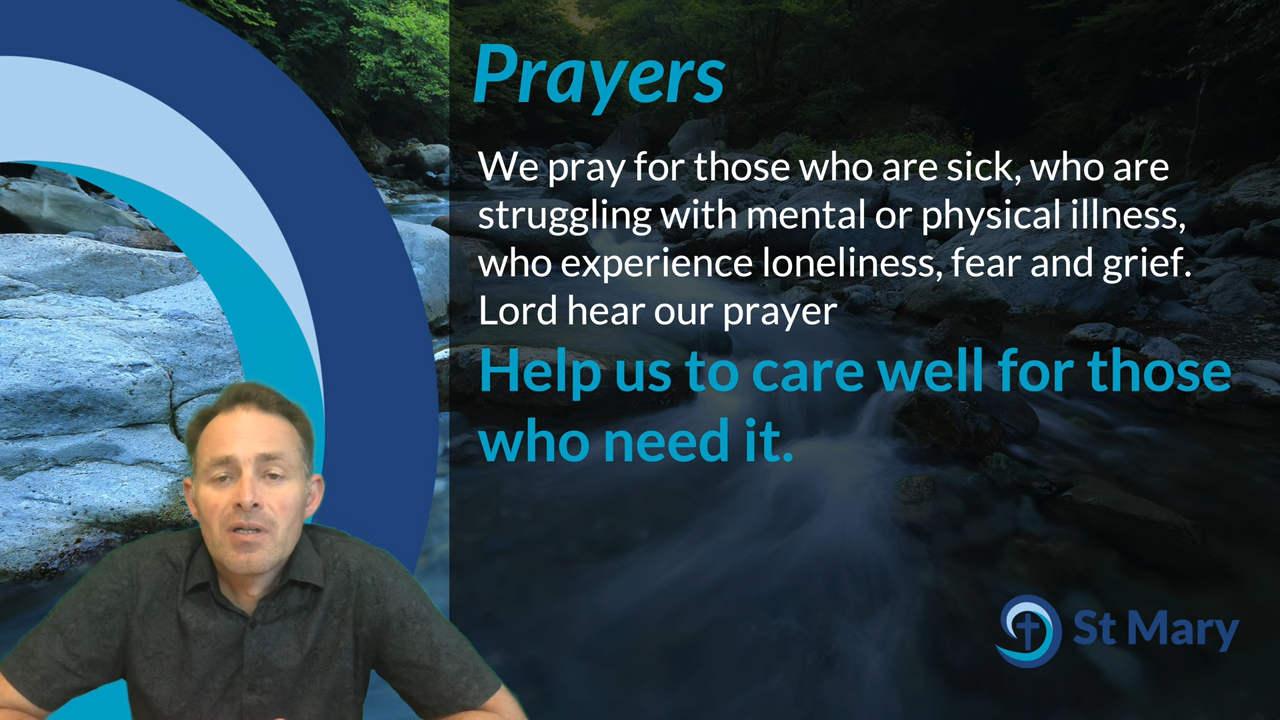 Prayers
We pray for those who are sick, who are
struggling with mental or physical illness,
who experience loneliness, fear and grief.
Lord hear our prayer
Help us to care well for those
who need it.
St Mary